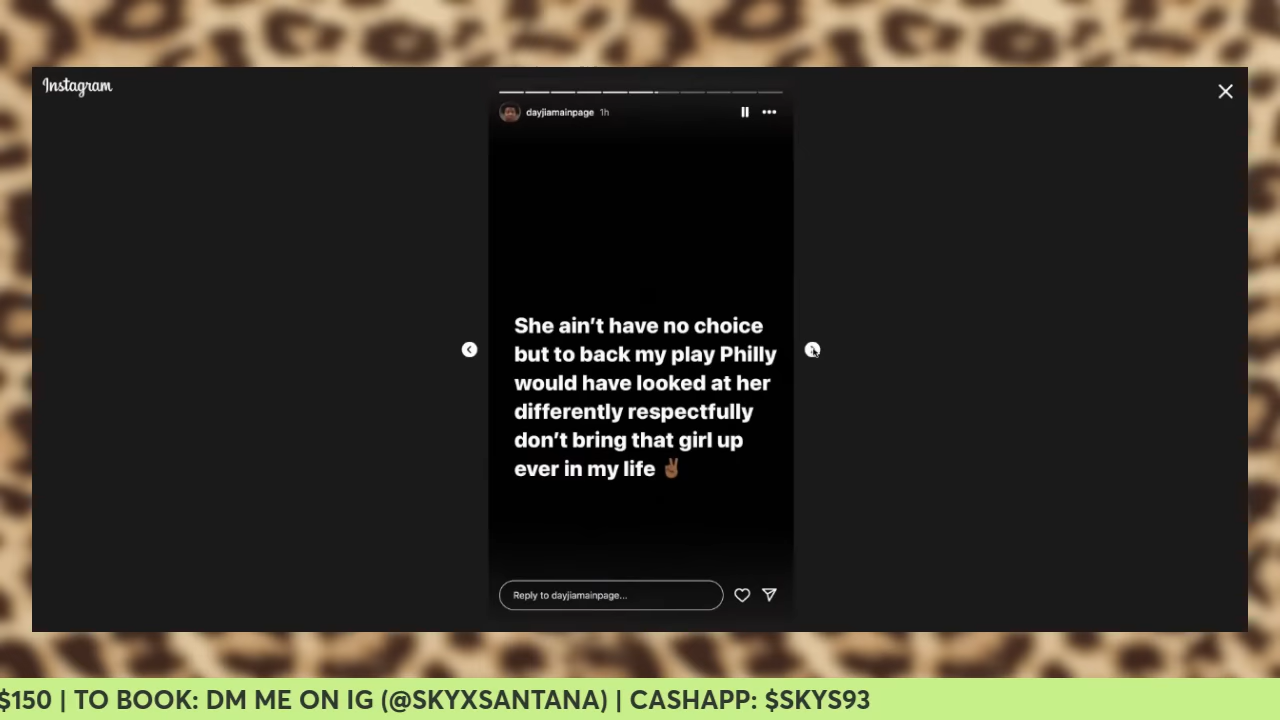 Instagram
dayjiamainpage 1h
She ain’t have no choice
but to back my play Philly
would have looked at her
differently respectfully
don’t bring that girl up
ever in my life ✌🏾
Reply to dayjiamainpage...
$150 | TO BOOK: DM ME ON IG (@SKYXSANTANA) | CASHAPP: $SKYS93